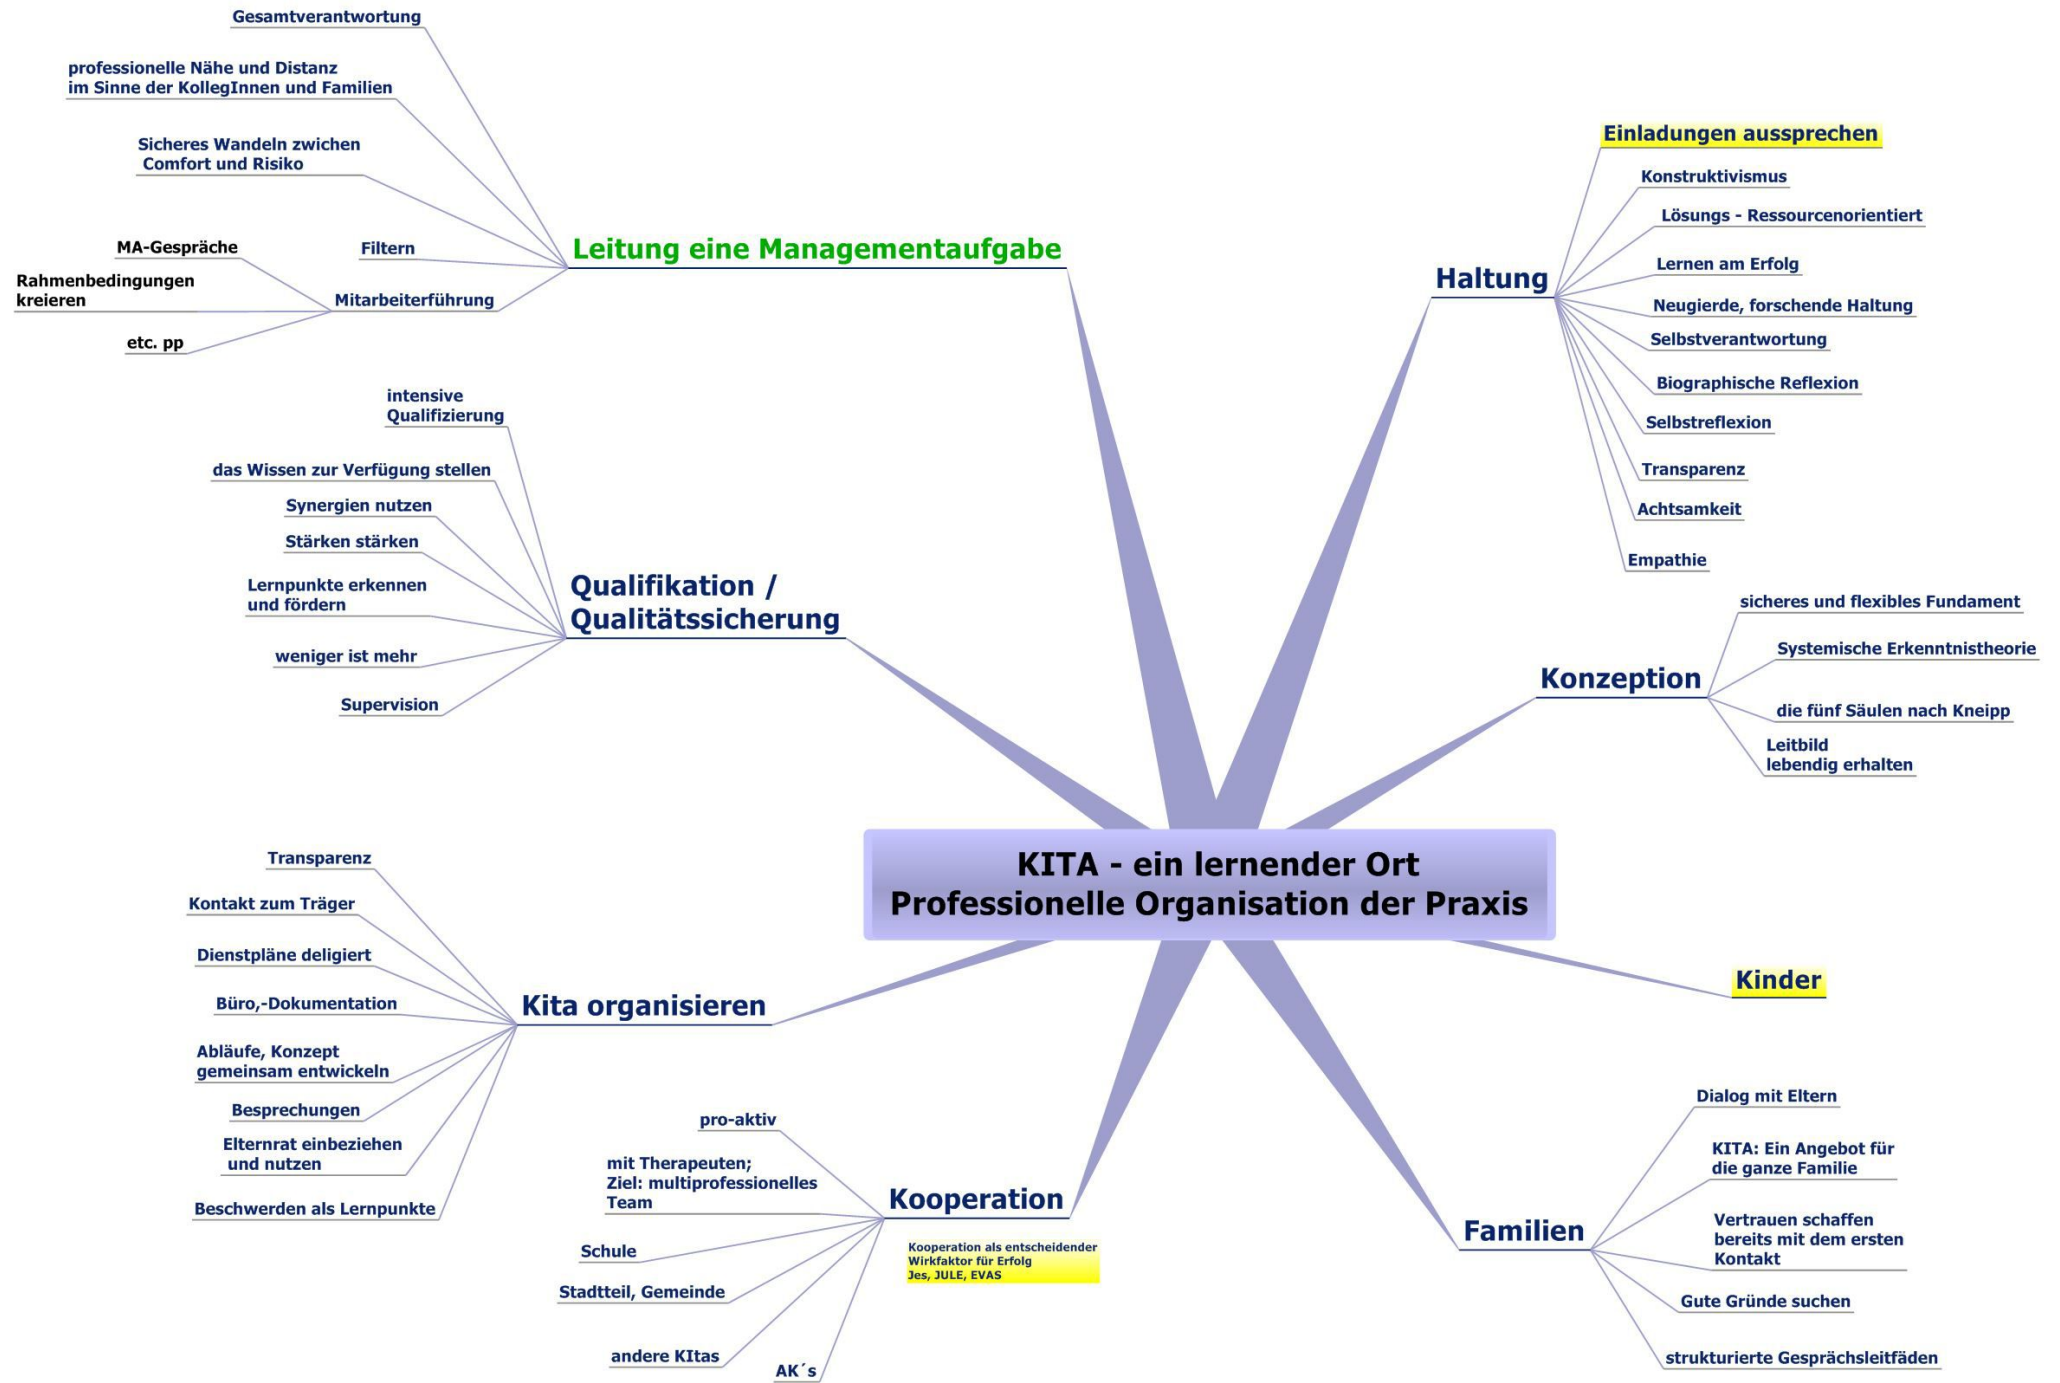 KITA - ein lernender Ort
Professionelle Organisation der Praxis
Leitung eine Managementaufgabe
Gesamtverantwortung
professionelle Nähe und Distanz
im Sinne der KollegInnen und Familien
Sicheres Wandeln zwichen
Comfort und Risiko
Filtern
Mitarbeiterführung
MA-Gespräche
Rahmenbedingungen
kreieren
etc. pp
Qualifikation /
Qualitätssicherung
intensive
Qualifizierung
das Wissen zur Verfügung stellen
Synergien nutzen
Stärken stärken
Lernpunkte erkennen
und fördern
weniger ist mehr
Supervision
Kita organisieren
Transparenz
Kontakt zum Träger
Dienstpläne deligiert
Büro,-Dokumentation
Abläufe, Konzept
gemeinsam entwickeln
Besprechungen
Elternrat einbeziehen
und nutzen
Beschwerden als Lernpunkte
Kooperation
pro-aktiv
mit Therapeuten;
Ziel: multiprofessionelles
Team
Schule
Stadtteil, Gemeinde
andere KItas
AK´s
Kooperation als entscheidender
Wirkfaktor für Erfolg
Jes, JULE, EVAS
Haltung
Einladungen aussprechen
Konstruktivismus
Lösungs - Ressourcenorientiert
Lernen am Erfolg
Neugierde, forschende Haltung
Selbstverantwortung
Biographische Reflexion
Selbstreflexion
Transparenz
Achtsamkeit
Empathie
Konzeption
sicheres und flexibles Fundament
Systemische Erkenntnistheorie
die fünf Säulen nach Kneipp
Leitbild
lebendig erhalten
Kinder
Familien
Dialog mit Eltern
KITA: Ein Angebot für
die ganze Familie
Vertrauen schaffen
bereits mit dem ersten
Kontakt
Gute Gründe suchen
strukturierte Gesprächsleitfäden